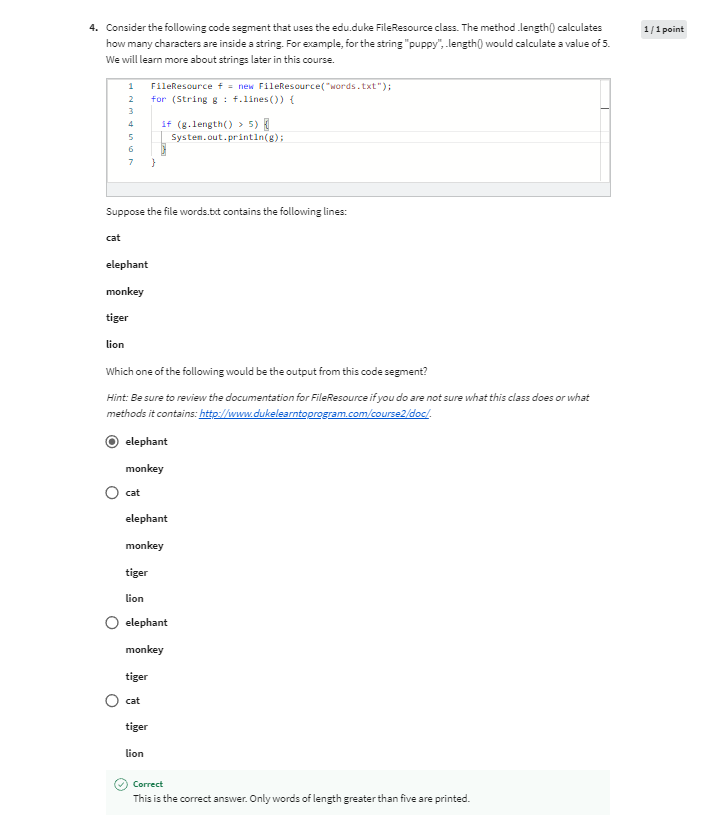 4. Consider the following code segment that uses the edu.duke FileResource class. The method .length() calculates
1 / 1 point
how many characters are inside a string. For example, for the string "puppy", .length() would calculate a value of 5.
We will learn more about strings later in this course.
1 FileResource f = new FileResource("words.txt");
2 for (String g : f.lines()) {
3
4 if (g.length() > 5) {
5 System.out.println(g);
6 }
7 }
Suppose the file words.txt contains the following lines:
cat
elephant
monkey
tiger
lion
Which one of the following would be the output from this code segment?
Hint: Be sure to review the documentation for FileResource if you do are not sure what this class does or what
methods it contains: http://www.dukelearntoprogram.com/course2/doc/.
elephant
monkey
cat
elephant
monkey
tiger
lion
elephant
monkey
tiger
cat
tiger
lion
Correct
This is the correct answer. Only words of length greater than five are printed.